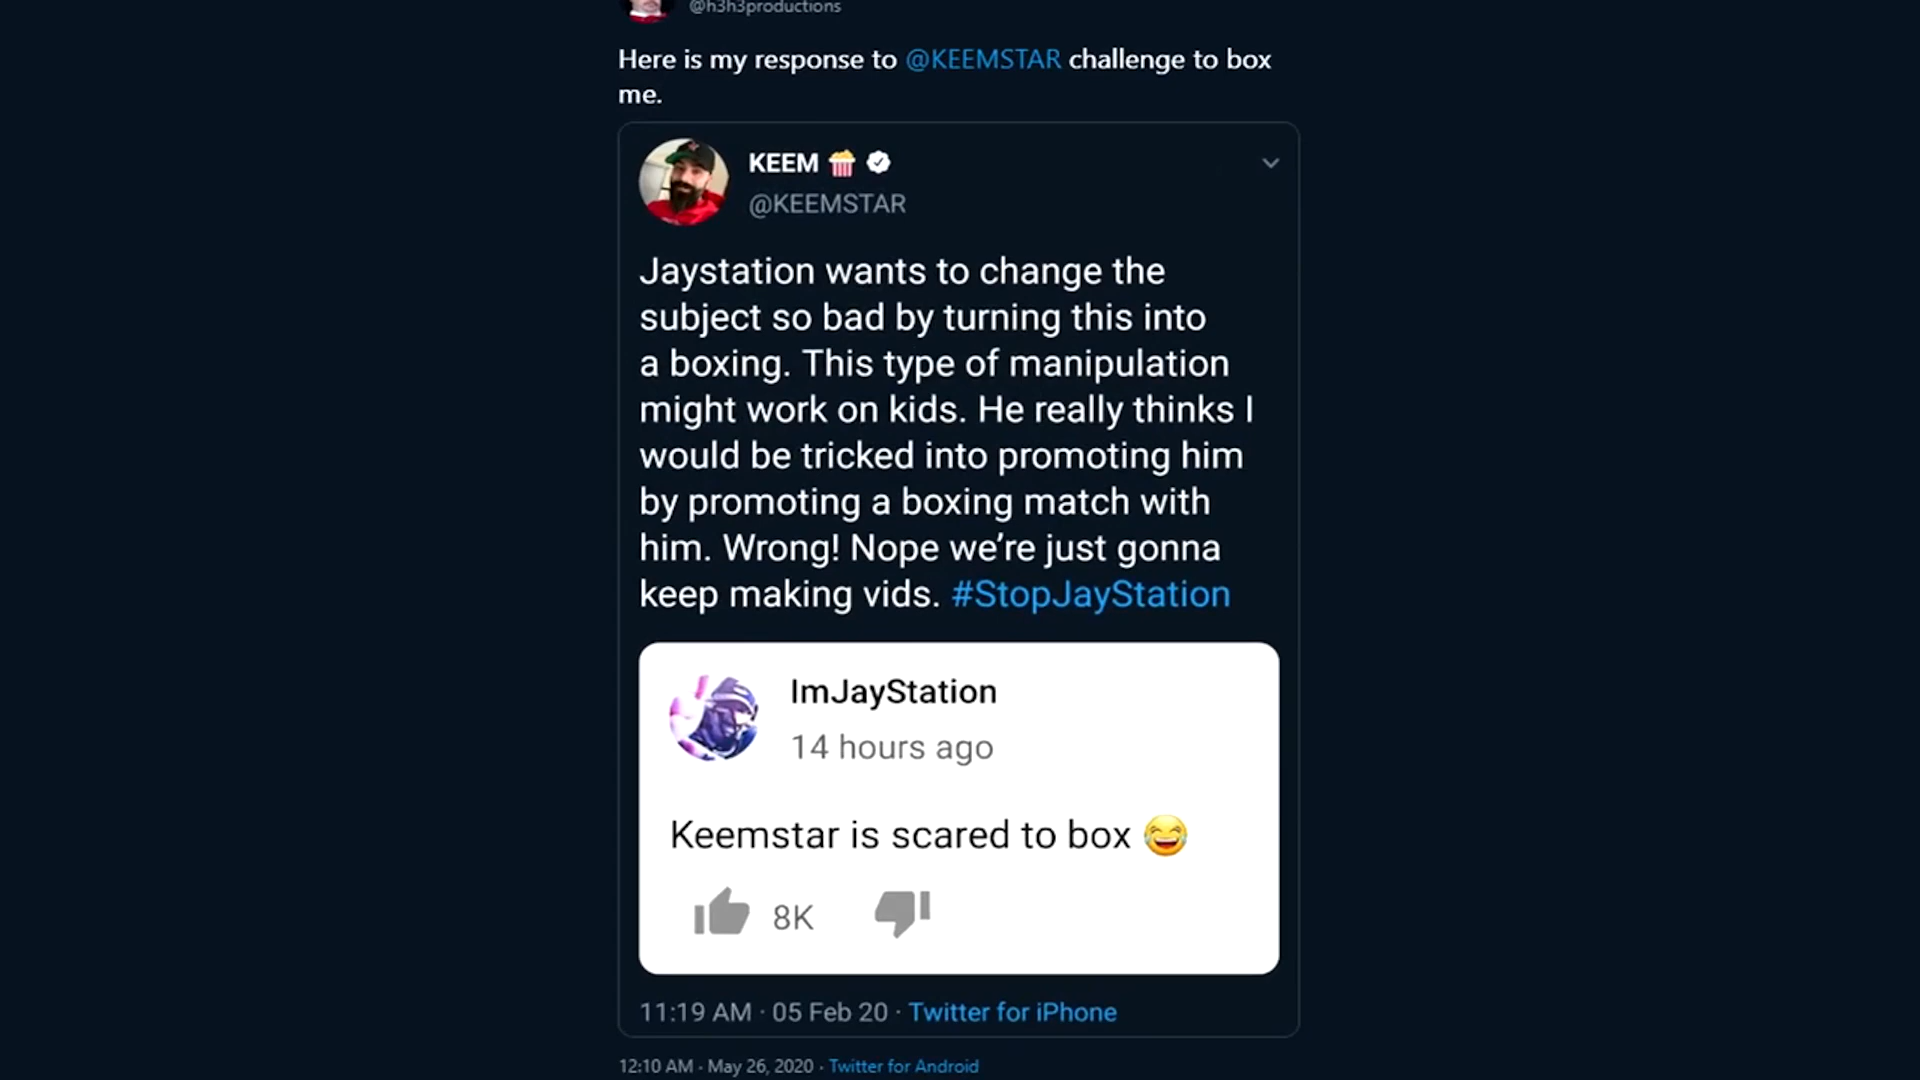 @h3h3productions
Here is my response to @KEEMSTAR challenge to box
me.
KEEM 🍿
@KEEMSTAR
Jaystation wants to change the
subject so bad by turning this into
a boxing. This type of manipulation
might work on kids. He really thinks I
would be tricked into promoting him
by promoting a boxing match with
him. Wrong! Nope we’re just gonna
keep making vids. #StopJayStation
ImJayStation
14 hours ago
Keemstar is scared to box 😂
8K
11:19 AM · 05 Feb 20 · Twitter for iPhone
12:10 AM · May 26, 2020 · Twitter for Android